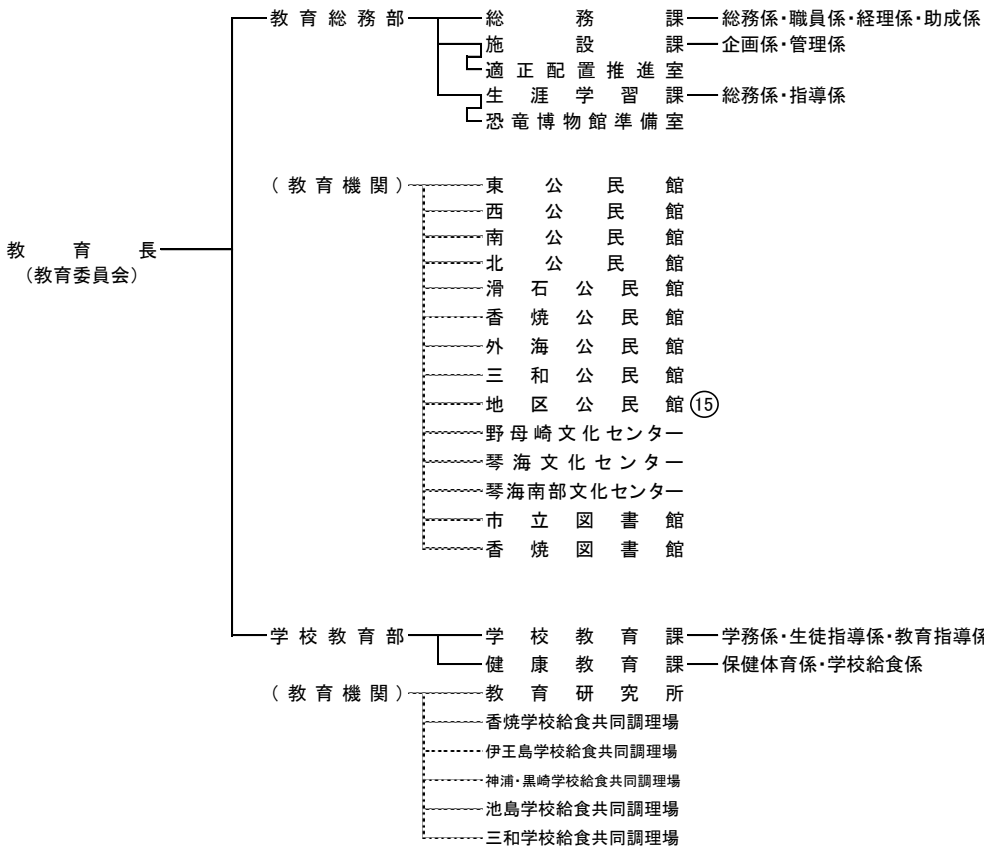 教育総務部 総務課 総務係・職員係・経理係・助成係
施設課 企画係・管理係
適正配置推進室
生涯学習課 総務係・指導係
恐竜博物館準備室
（教育機関） 東公民館
西公民館
南公民館
教育長
北公民館
（教育委員会）
滑石公民館
香焼公民館
外海公民館
三和公民館
地区公民館 ⑮
野母崎文化センター
琴海文化センター
琴海南部文化センター
市立図書館
香焼図書館
学校教育部 学校教育課 学務係・生徒指導係・教育指導係
健康教育課 保健体育係・学校給食係
（教育機関） 教育研究所
香焼学校給食共同調理場
伊王島学校給食共同調理場
神浦・黒崎学校給食共同調理場
池島学校給食共同調理場
三和学校給食共同調理場